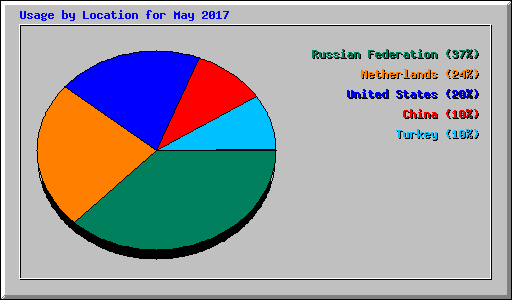 Usage by Location for May 2017
Russian Federation (37%)
Netherlands (24%)
United States (20%)
China (10%)
Turkey (10%)